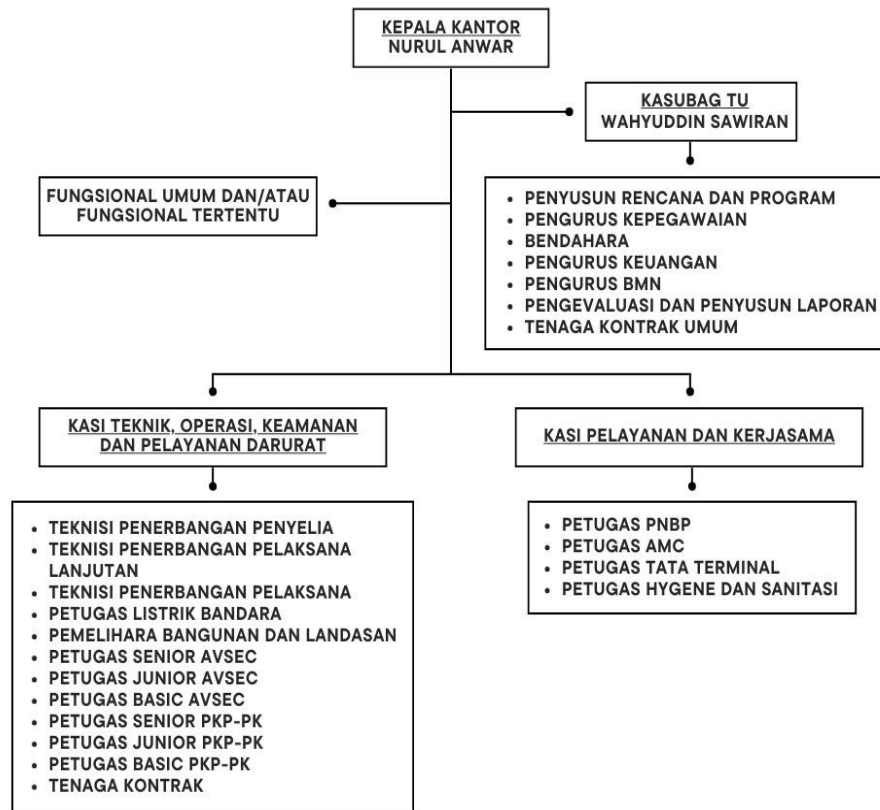 KEPALA KANTOR
NURUL ANWAR
KASUBAG TU
WAHYUDDIN SAWIRAN
FUNGSIONAL UMUM DAN/ATAU
FUNGSIONAL TERTENTU
• PENYUSUN RENCANA DAN PROGRAM
• PENGURUS KEPEGAWAIAN
• BENDAHARA
• PENGURUS KEUANGAN
• PENGURUS BMN
• PENGEVALUASI DAN PENYUSUN LAPORAN
• TENAGA KONTRAK UMUM
KASI TEKNIK, OPERASI, KEAMANAN
DAN PELAYANAN DARURAT
• TEKNISI PENERBANGAN PENYELIA
• TEKNISI PENERBANGAN PELAKSANA
LANJUTAN
• TEKNISI PENERBANGAN PELAKSANA
• PETUGAS LISTRIK BANDARA
• PEMELIHARA BANGUNAN DAN LANDASAN
• PETUGAS SENIOR AVSEC
• PETUGAS JUNIOR AVSEC
• PETUGAS BASIC AVSEC
• PETUGAS SENIOR PKP-PK
• PETUGAS JUNIOR PKP-PK
• PETUGAS BASIC PKP-PK
• TENAGA KONTRAK
KASI PELAYANAN DAN KERJASAMA
• PETUGAS PNBP
• PETUGAS AMC
• PETUGAS TATA TERMINAL
• PETUGAS HYGENE DAN SANITASI